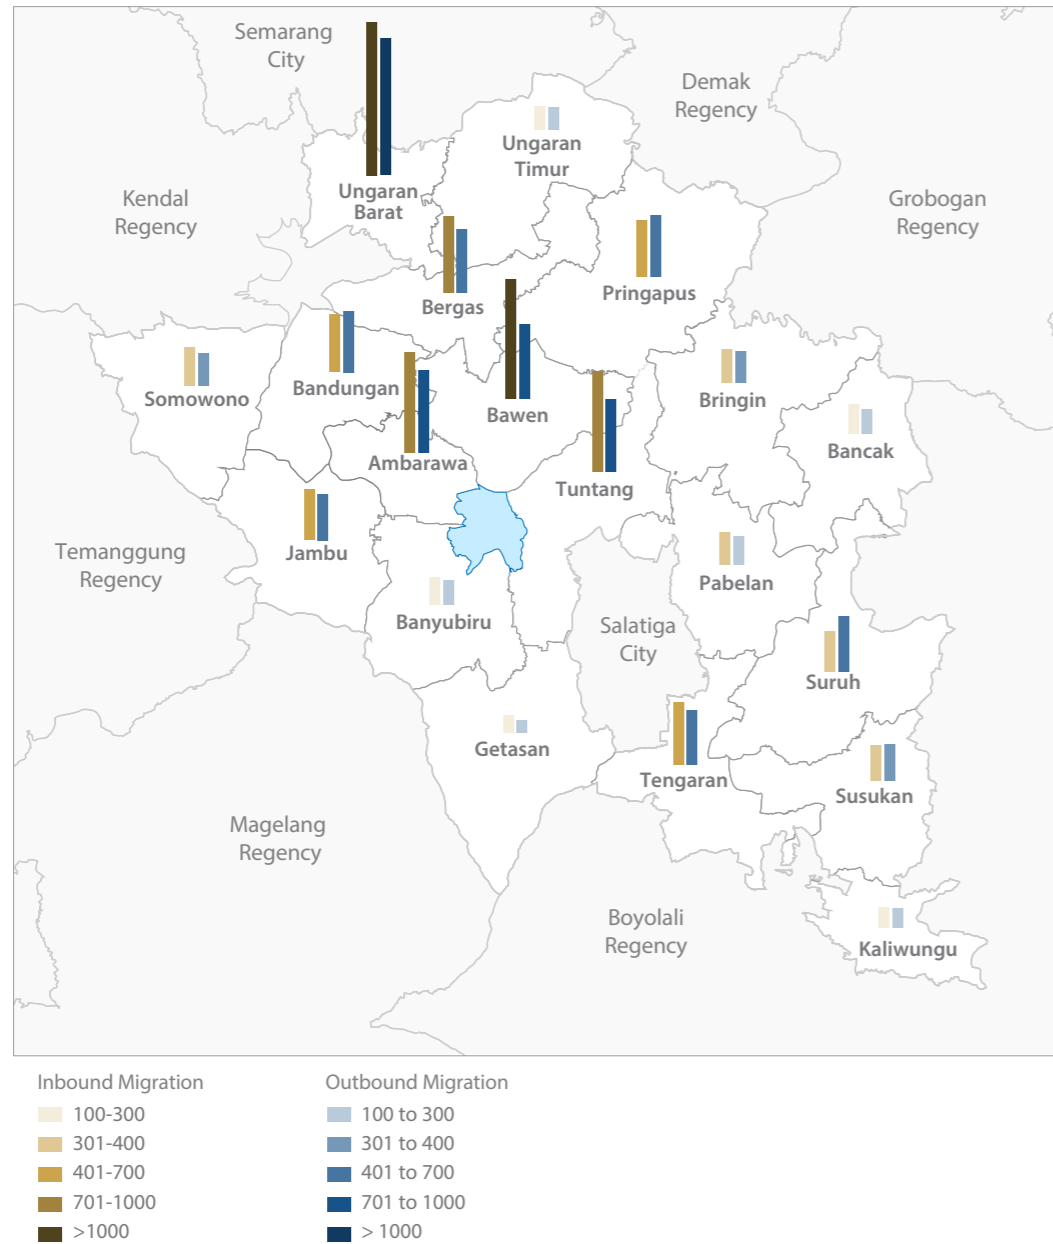 Semarang
City
Demak
Regency
Ungaran
Timur
Kendal
Regency
Ungaran
Barat
Grobogan
Regency
Bergas
Pringapus
Somowono
Bandungan
Bawen
Bringin
Ambarawa
Tuntang
Bancak
Temanggung
Regency
Jambu
Pabelan
Banyubiru
Salatiga
City
Suruh
Getasan
Tengaran
Susukan
Magelang
Regency
Boyolali
Regency
Kaliwungu
Inbound Migration
100-300
301-400
401-700
701-1000
>1000
Outbound Migration
100 to 300
301 to 400
401 to 700
701 to 1000
> 1000